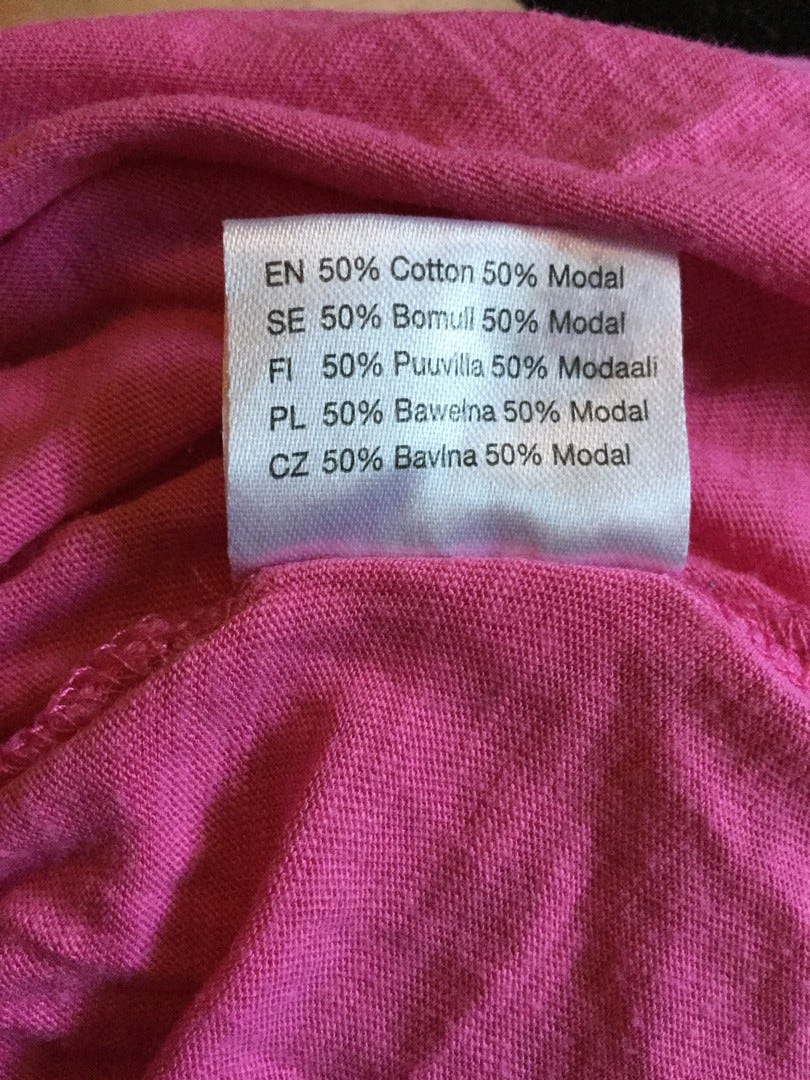 EN 50% Cotton 50% Modal
SE 50% Bomull 50% Modal
FI 50% Puuvilla 50% Modaali
PL 50% Bawełna 50% Modal
CZ 50% Bavlna 50% Modal